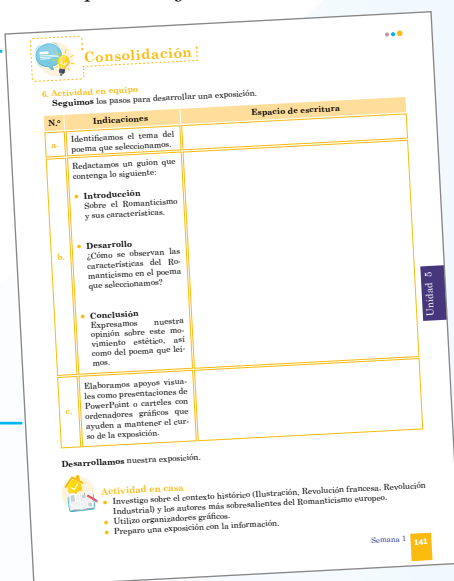 Consolidación
6. Actividad en equipo
Seguimos los pasos para desarrollar una exposición.
N.º Indicaciones Espacio de escritura
a. Identificamos el tema del
poema que seleccionamos.
b.
Redactamos un guion que
contenga lo siguiente:
• Introducción
Sobre el Romanticismo
y sus características.
• Desarrollo
¿Cómo se observan las
características del Ro-
manticismo en el poema
que seleccionamos?
• Conclusión
Expresamos nuestra
opinión sobre este mo-
vimiento estético, así
como del poema que leí-
mos.
c.
Elaboramos apoyos visua-
les como presentaciones de
PowerPoint o carteles con
ordenadores gráficos que
ayuden a mantener el cur-
so de la exposición.
Unidad 5
Desarrollamos nuestra exposición.
Actividad en casa
• Investigo sobre el contexto histórico (Ilustración, Revolución francesa, Revolución
Industrial) y los autores más sobresalientes del Romanticismo europeo.
• Utilizo organizadores gráficos.
• Preparo una exposición con la información.
Semana 1 141